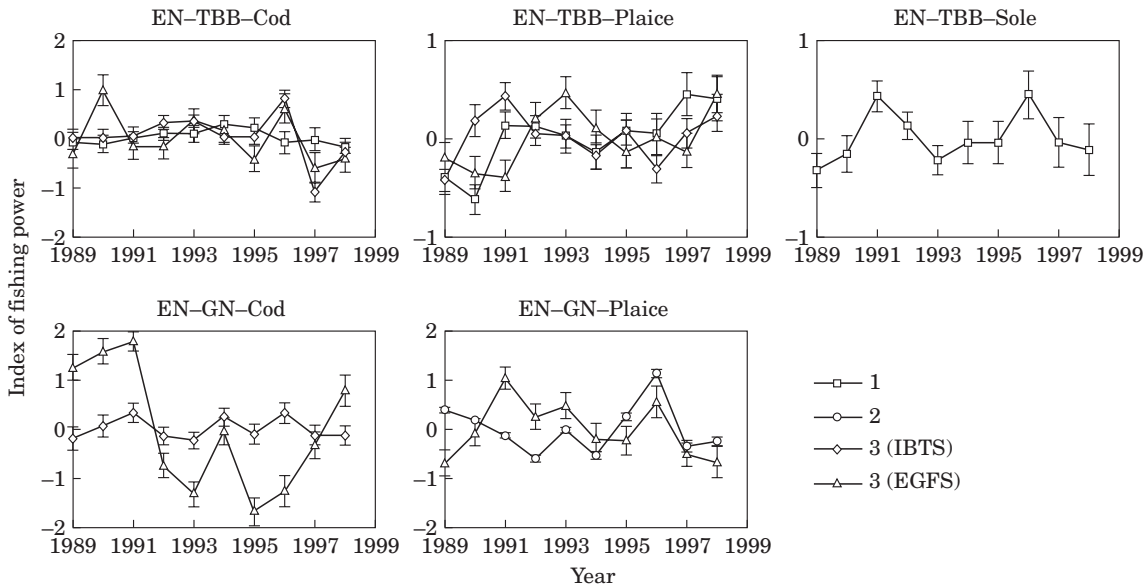 EN–TBB–Cod
EN–TBB–Plaice
EN–TBB–Sole
2
1
0
–1
–2
1989 1991 1993 1995 1997 1999
1
0
–1
1989 1991 1993 1995 1997 1999
1
0
–1
1989 1991 1993 1995 1997 1999
Index of fishing power
EN–GN–Cod
EN–GN–Plaice
2
1
0
–1
–2
1989 1991 1993 1995 1997 1999
2
1
0
–1
–2
1989 1991 1993 1995 1997 1999
1
2
3 (IBTS)
3 (EGFS)
Year